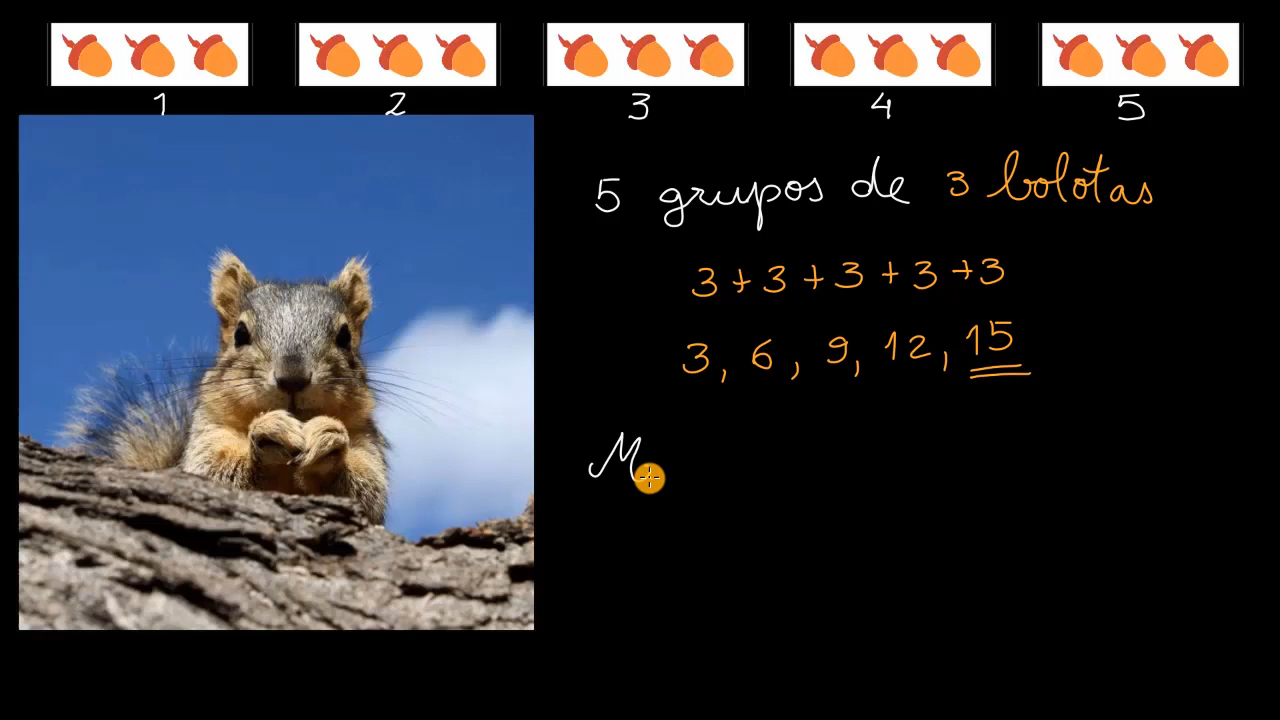 1 2 3 4 5
5 grupos de 3 bolotas
3 + 3 + 3 + 3 + 3
3, 6, 9, 12, 15
M